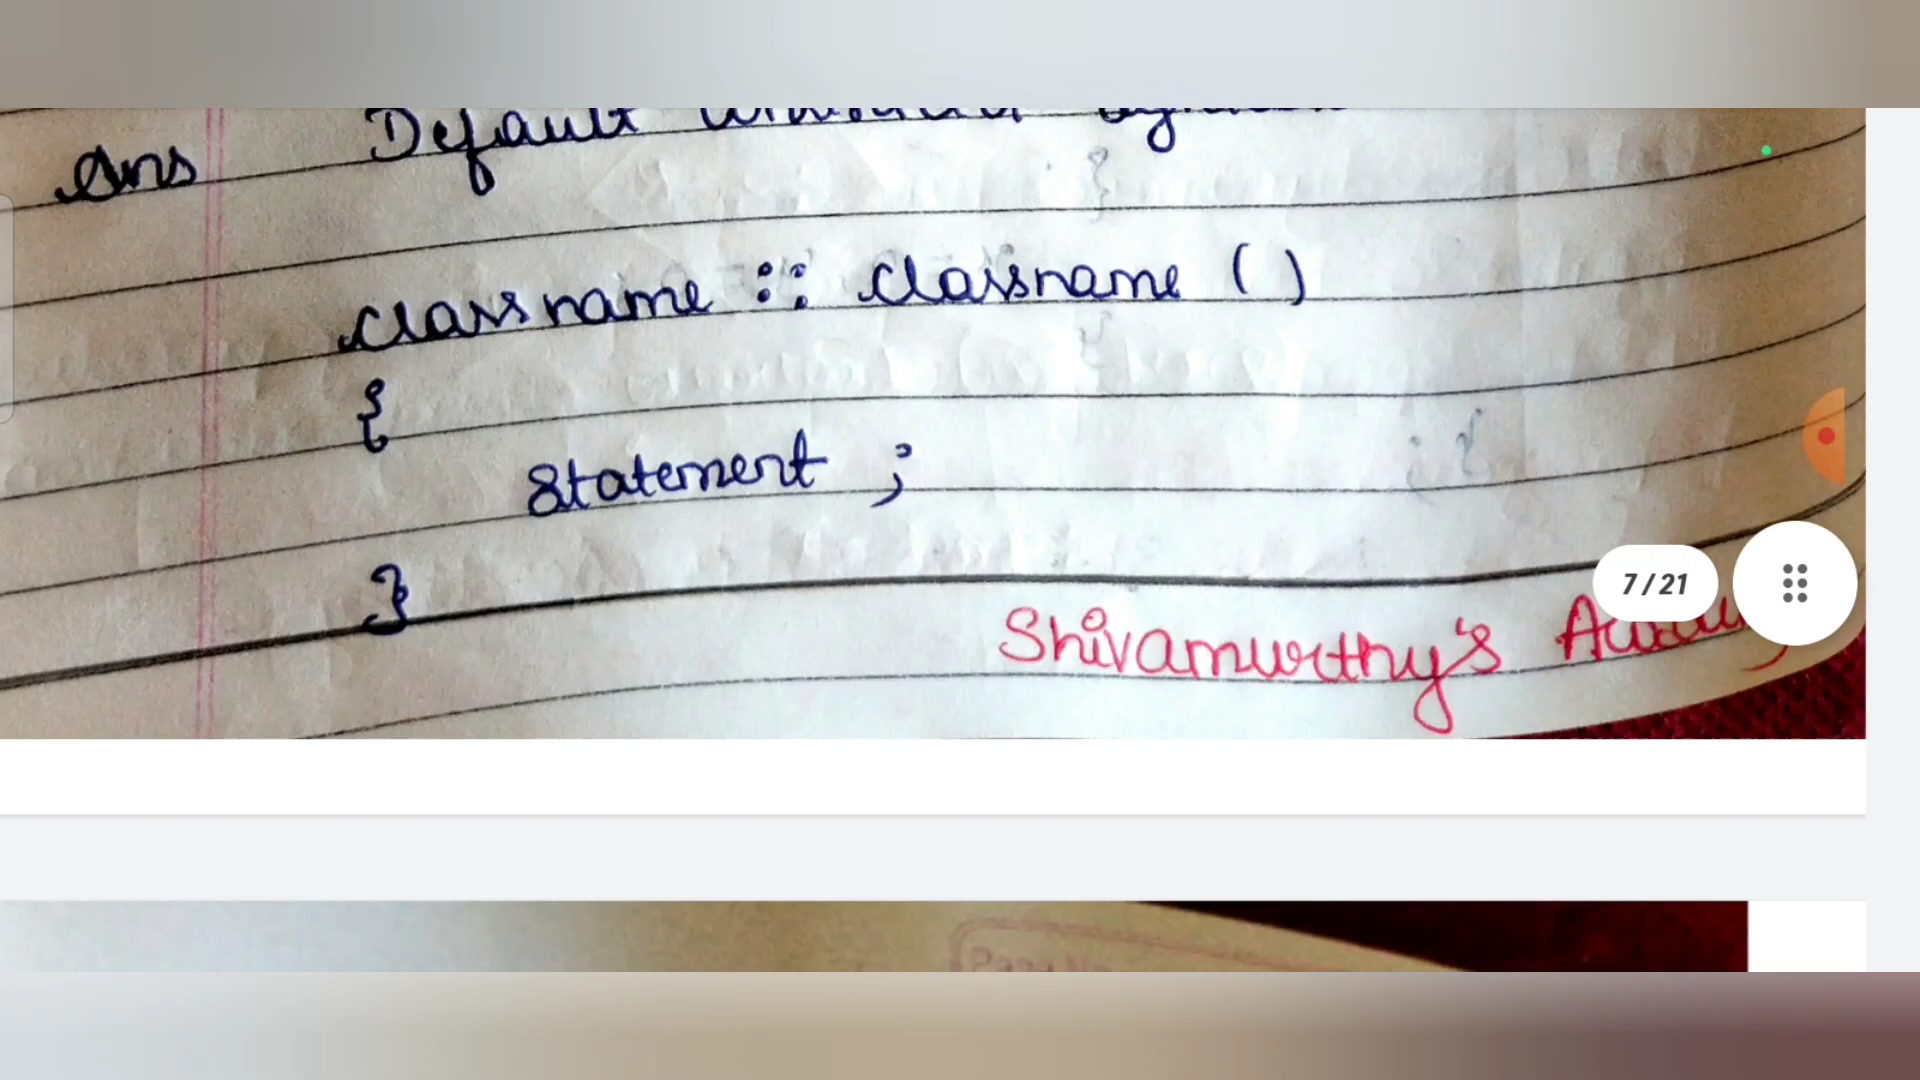 Ans Default
classname :: classname ()
{
statement ;
}
7/21
Shivamurthy's